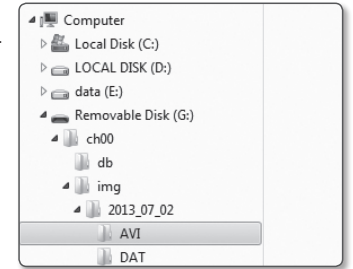 Computer
Local Disk (C:)
LOCAL DISK (D:)
data (E:)
Removable Disk (G:)
ch00
db
img
2013_07_02
AVI
DAT